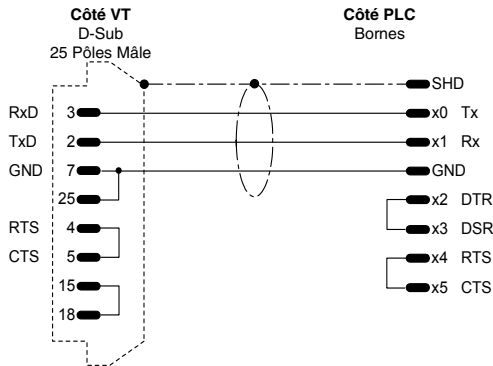 Côté VT
D-Sub
25 Pôles Mâle
Côté PLC
Bornes
SHD
RxD 3 x0 Tx
TxD 2 x1 Rx
GND 7 GND
25 x2 DTR
RTS 4 x3 DSR
CTS 5 x4 RTS
15 x5 CTS
18